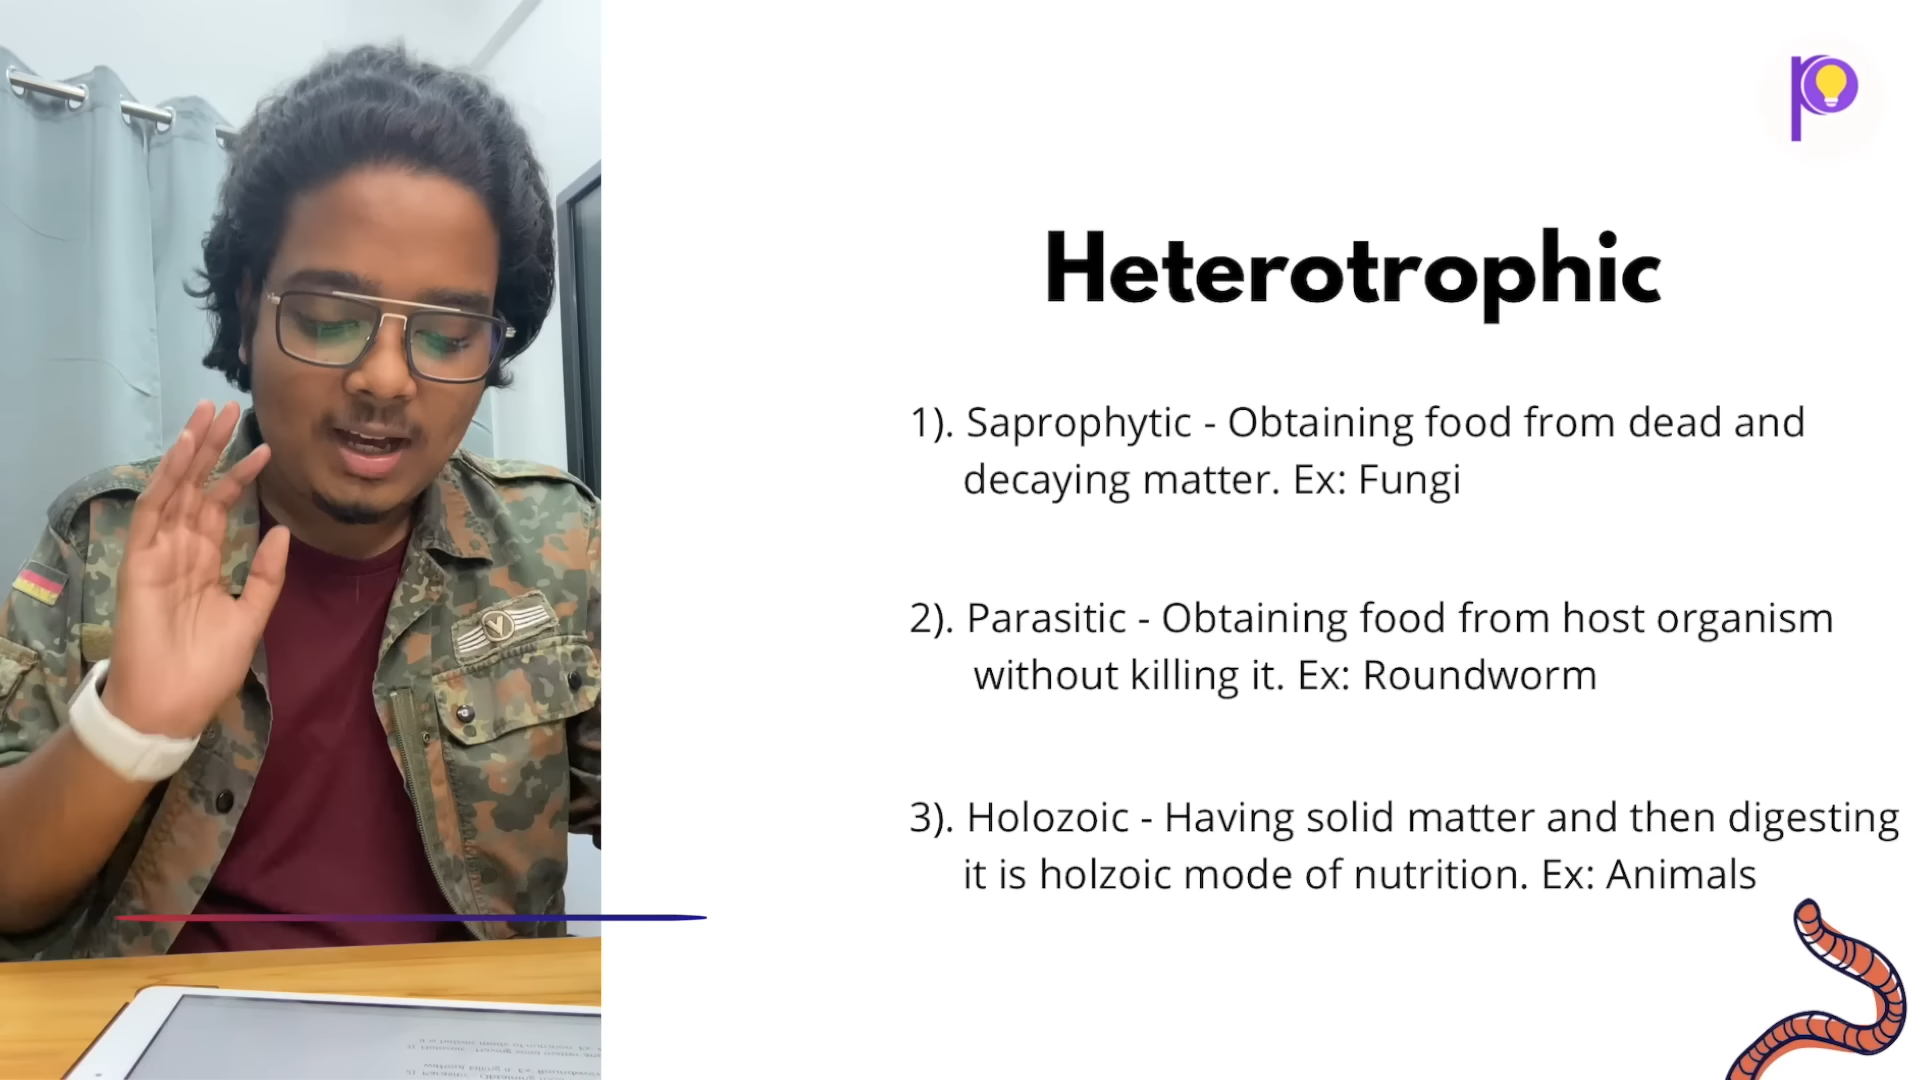 Heterotrophic
1). Saprophytic - Obtaining food from dead and
decaying matter. Ex: Fungi
2). Parasitic - Obtaining food from host organism
without killing it. Ex: Roundworm
3). Holozoic - Having solid matter and then digesting
it is holzoic mode of nutrition. Ex: Animals